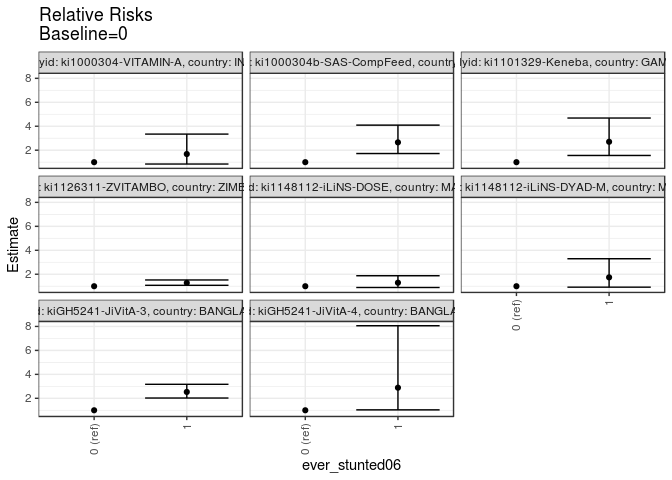 Relative Risks
Baseline=0
yid: ki1000304-VITAMIN-A, country: IN
: ki1000304b-SAS-CompFeed, country
lyid: ki1101329-Keneba, country: GAM
8
6
4
2
: ki1126311-ZVITAMBO, country: ZIME
d: ki1148112-iLiNS-DOSE, country: MA
: ki1148112-iLiNS-DYAD-M, country: M
8
6
4
2
Estimate
0 (ref)
1
d: kiGH5241-JiVitA-3, country: BANGLA
d: kiGH5241-JiVitA-4, country: BANGLA
8
6
4
2
0 (ref)
1
0 (ref)
1
ever_stunted06